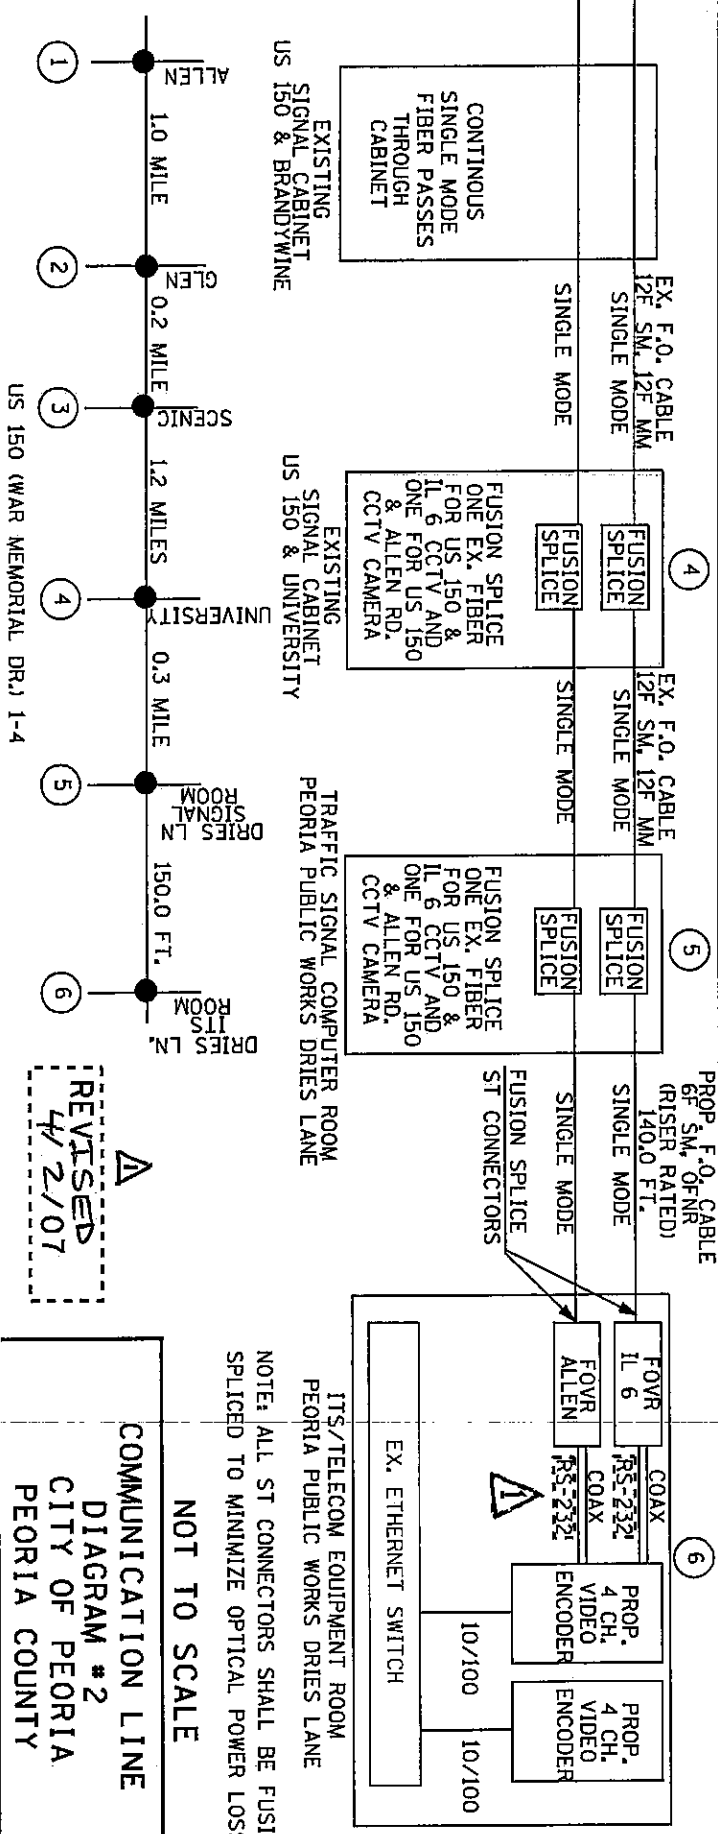 EX. F.O. CABLE
12F SM, 12F MM
SINGLE MODE
SINGLE MODE
CONTINOUS
SINGLE MODE
FIBER PASSES
THROUGH
CABINET
EXISTING
SIGNAL CABINET
US 150 & BRANDYWINE
4
FUSION
SPLICE
FUSION
SPLICE
FUSION SPLICE
ONE EX. FIBER
FOR US 150 &
IL 6 CCTV AND
ONE FOR US 150
& ALLEN RD.
CCTV CAMERA
EXISTING
SIGNAL CABINET
US 150 & UNIVERSITY
EX. F.O. CABLE
12F SM, 12F MM
SINGLE MODE
SINGLE MODE
5
FUSION
SPLICE
FUSION
SPLICE
FUSION SPLICE
ONE EX. FIBER
FOR US 150 &
IL 6 CCTV AND
ONE FOR US 150
& ALLEN RD.
CCTV CAMERA
TRAFFIC SIGNAL COMPUTER ROOM
PEORIA PUBLIC WORKS DRIES LANE
PROP. F.O. CABLE
6F SM, OFNR
(RISER RATED)
140.0 FT.
SINGLE MODE
SINGLE MODE
FUSION SPLICE
ST CONNECTORS
6
FOVR
IL 6
COAX
RS-232
FOVR
ALLEN
COAX
RS-232
1
PROP.
4 CH.
VIDEO
ENCODER
PROP.
4 CH.
VIDEO
ENCODER
10/100
10/100
EX. ETHERNET SWITCH
ITS/TELECOM EQUIPMENT ROOM
PEORIA PUBLIC WORKS DRIES LANE
NOTE: ALL ST CONNECTORS SHALL BE FUSI
SPLICED TO MINIMIZE OPTICAL POWER LOSS
ALLEN
1
1.0 MILE
GLEN
2
0.2 MILE
SCENIC
3
1.2 MILES
UNIVERSITY
4
0.3 MILE
DRIES LN
SIGNAL
ROOM
5
150.0 FT.
DRIES LN.
ITS
ROOM
6
US 150 (WAR MEMORIAL DR.) 1-4
1
REVISED
4/2/07
NOT TO SCALE
COMMUNICATION LINE
DIAGRAM #2
CITY OF PEORIA
PEORIA COUNTY